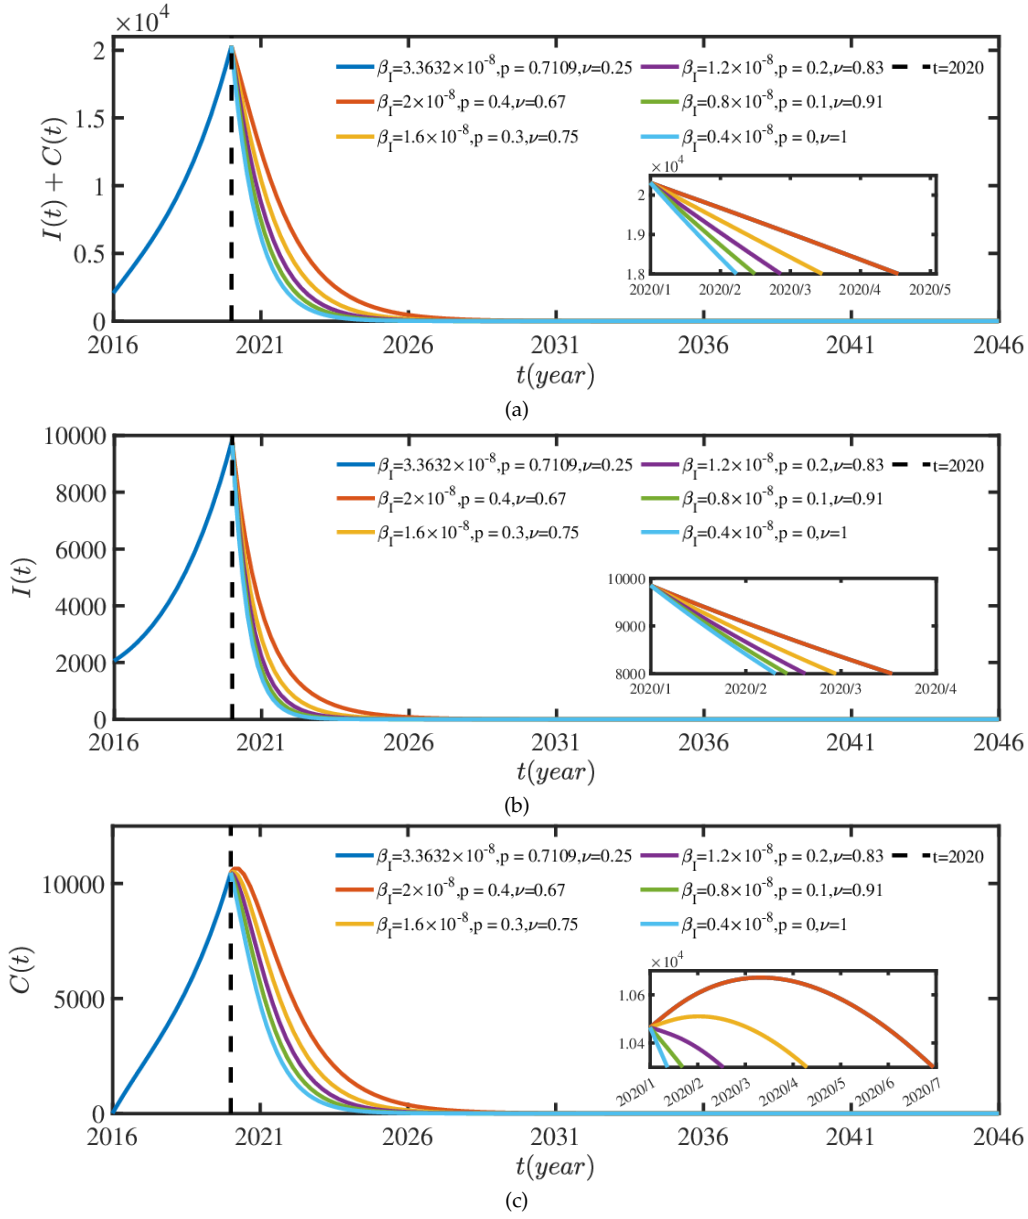 ×10⁴
2
1.5
1
0.5
0
I(t) + C(t)
β_I=3.3632×10⁻⁸,p = 0.7109,ν=0.25
β_I=2×10⁻⁸,p = 0.4,ν=0.67
β_I=1.6×10⁻⁸,p = 0.3,ν=0.75
β_I=1.2×10⁻⁸,p = 0.2,ν=0.83
β_I=0.8×10⁻⁸,p = 0.1,ν=0.91
β_I=0.4×10⁻⁸,p = 0,ν=1
t=2020
×10⁴
2
1.9
1.8
2020/1 2020/2 2020/3 2020/4 2020/5
2016 2021 2026 2031 2036 2041 2046
t(year)
(a)
10000
8000
6000
4000
2000
0
I(t)
β_I=3.3632×10⁻⁸,p = 0.7109,ν=0.25
β_I=2×10⁻⁸,p = 0.4,ν=0.67
β_I=1.6×10⁻⁸,p = 0.3,ν=0.75
β_I=1.2×10⁻⁸,p = 0.2,ν=0.83
β_I=0.8×10⁻⁸,p = 0.1,ν=0.91
β_I=0.4×10⁻⁸,p = 0,ν=1
t=2020
10000
9000
8000
2020/1 2020/2 2020/3 2020/4
2016 2021 2026 2031 2036 2041 2046
t(year)
(b)
10000
5000
0
C(t)
β_I=3.3632×10⁻⁸,p = 0.7109,ν=0.25
β_I=2×10⁻⁸,p = 0.4,ν=0.67
β_I=1.6×10⁻⁸,p = 0.3,ν=0.75
β_I=1.2×10⁻⁸,p = 0.2,ν=0.83
β_I=0.8×10⁻⁸,p = 0.1,ν=0.91
β_I=0.4×10⁻⁸,p = 0,ν=1
t=2020
×10⁴
1.06
1.04
2020/1 2020/2 2020/3 2020/4 2020/5 2020/6 2020/7
2016 2021 2026 2031 2036 2041 2046
t(year)
(c)